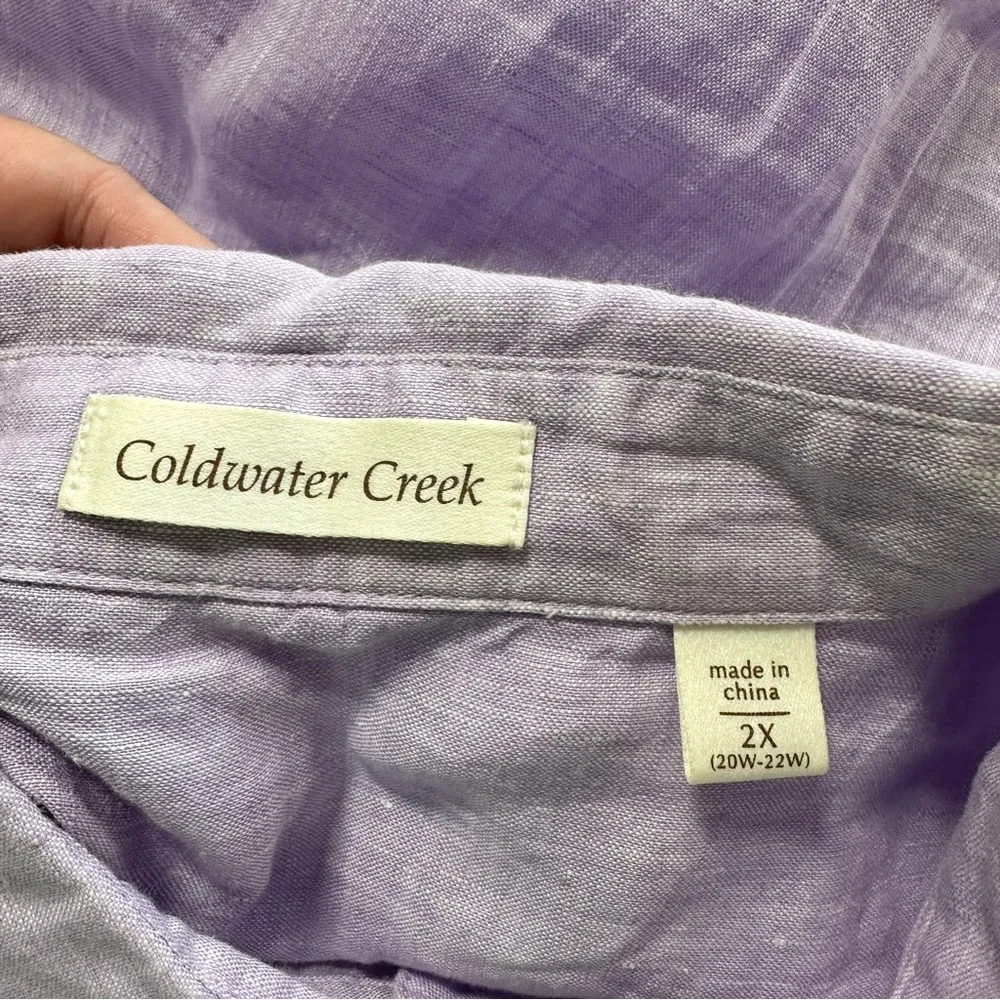 Coldwater Creek
made in
china
2X
(20W-22W)